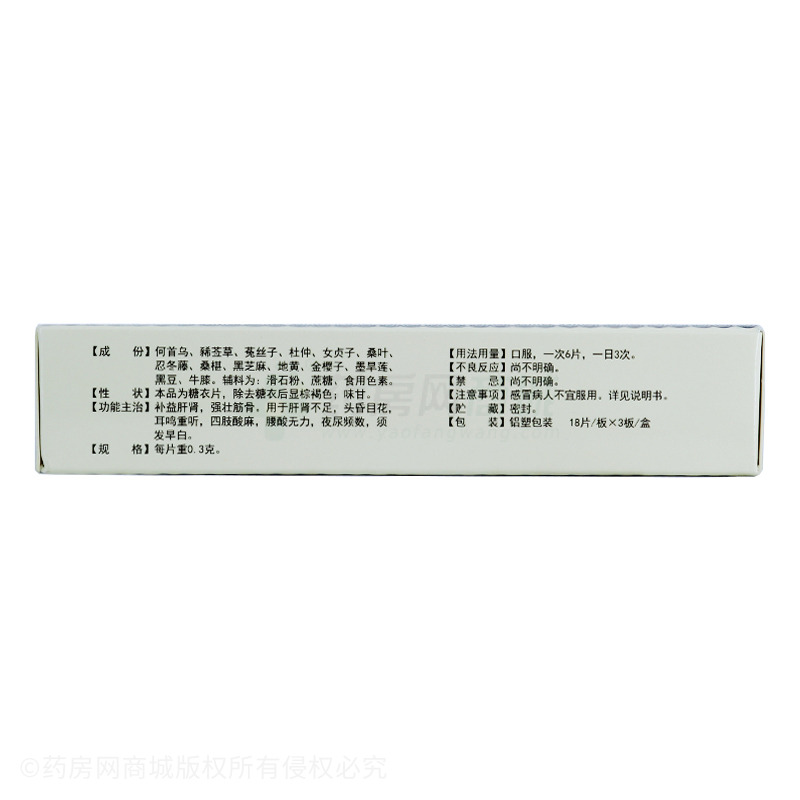 【成　份】何首乌、豨莶草、菟丝子、杜仲、女贞子、桑叶、
忍冬藤、桑椹、黑芝麻、地黄、金樱子、墨旱莲、
黑豆、牛膝。辅料为：滑石粉、蔗糖、食用色素。
【性　状】本品为糖衣片，除去糖衣后显棕褐色；味甘。
【功能主治】补益肝肾，强壮筋骨。用于肝肾不足，头昏目花，
耳鸣重听，四肢酸麻，腰酸无力，夜尿频数，须
发早白。
【规　格】每片重0.3克。
【用法用量】口服，一次6片，一日3次。
【不良反应】尚不明确。
【禁　忌】尚不明确。
【注意事项】感冒病人不宜服用。详见说明书。
【贮　藏】密封。
【包　装】铝塑包装　18片/板×3板/盒
www.yaofangwang.com
©药房网商城版权所有侵权必究